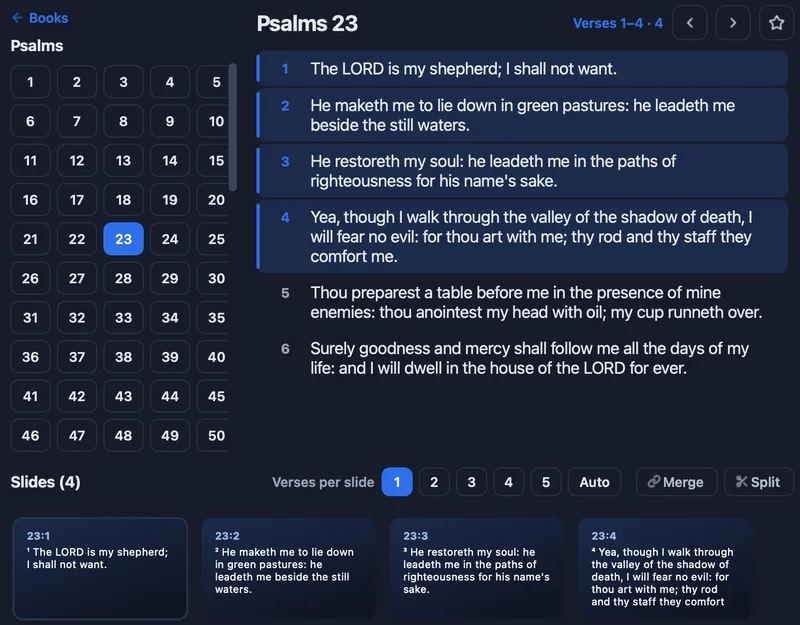 ← Books
Psalms
1 2 3 4 5
6 7 8 9 10
11 12 13 14 15
16 17 18 19 20
21 22 23 24 25
26 27 28 29 30
31 32 33 34 35
36 37 38 39 40
41 42 43 44 45
46 47 48 49 50
Psalms 23
Verses 1–4 · 4
1 The LORD is my shepherd; I shall not want.
2 He maketh me to lie down in green pastures: he leadeth me
beside the still waters.
3 He restoreth my soul: he leadeth me in the paths of
righteousness for his name's sake.
4 Yea, though I walk through the valley of the shadow of death, I
will fear no evil: for thou art with me; thy rod and thy staff they
comfort me.
5 Thou preparest a table before me in the presence of mine
enemies: thou anointest my head with oil; my cup runneth over.
6 Surely goodness and mercy shall follow me all the days of my
life: and I will dwell in the house of the LORD for ever.
Slides (4)
Verses per slide 1 2 3 4 5 Auto Merge Split
23:1
¹ The LORD is my shepherd;
I shall not want.
23:2
² He maketh me to lie down
in green pastures: he
leadeth me beside the still
waters.
23:3
³ He restoreth my soul: he
leadeth me in the paths of
righteousness for his name's
sake.
23:4
⁴ Yea, though I walk through
the valley of the shadow of
death, I will fear no evil: for
thou art with me; thy rod
and thy staff they comfort